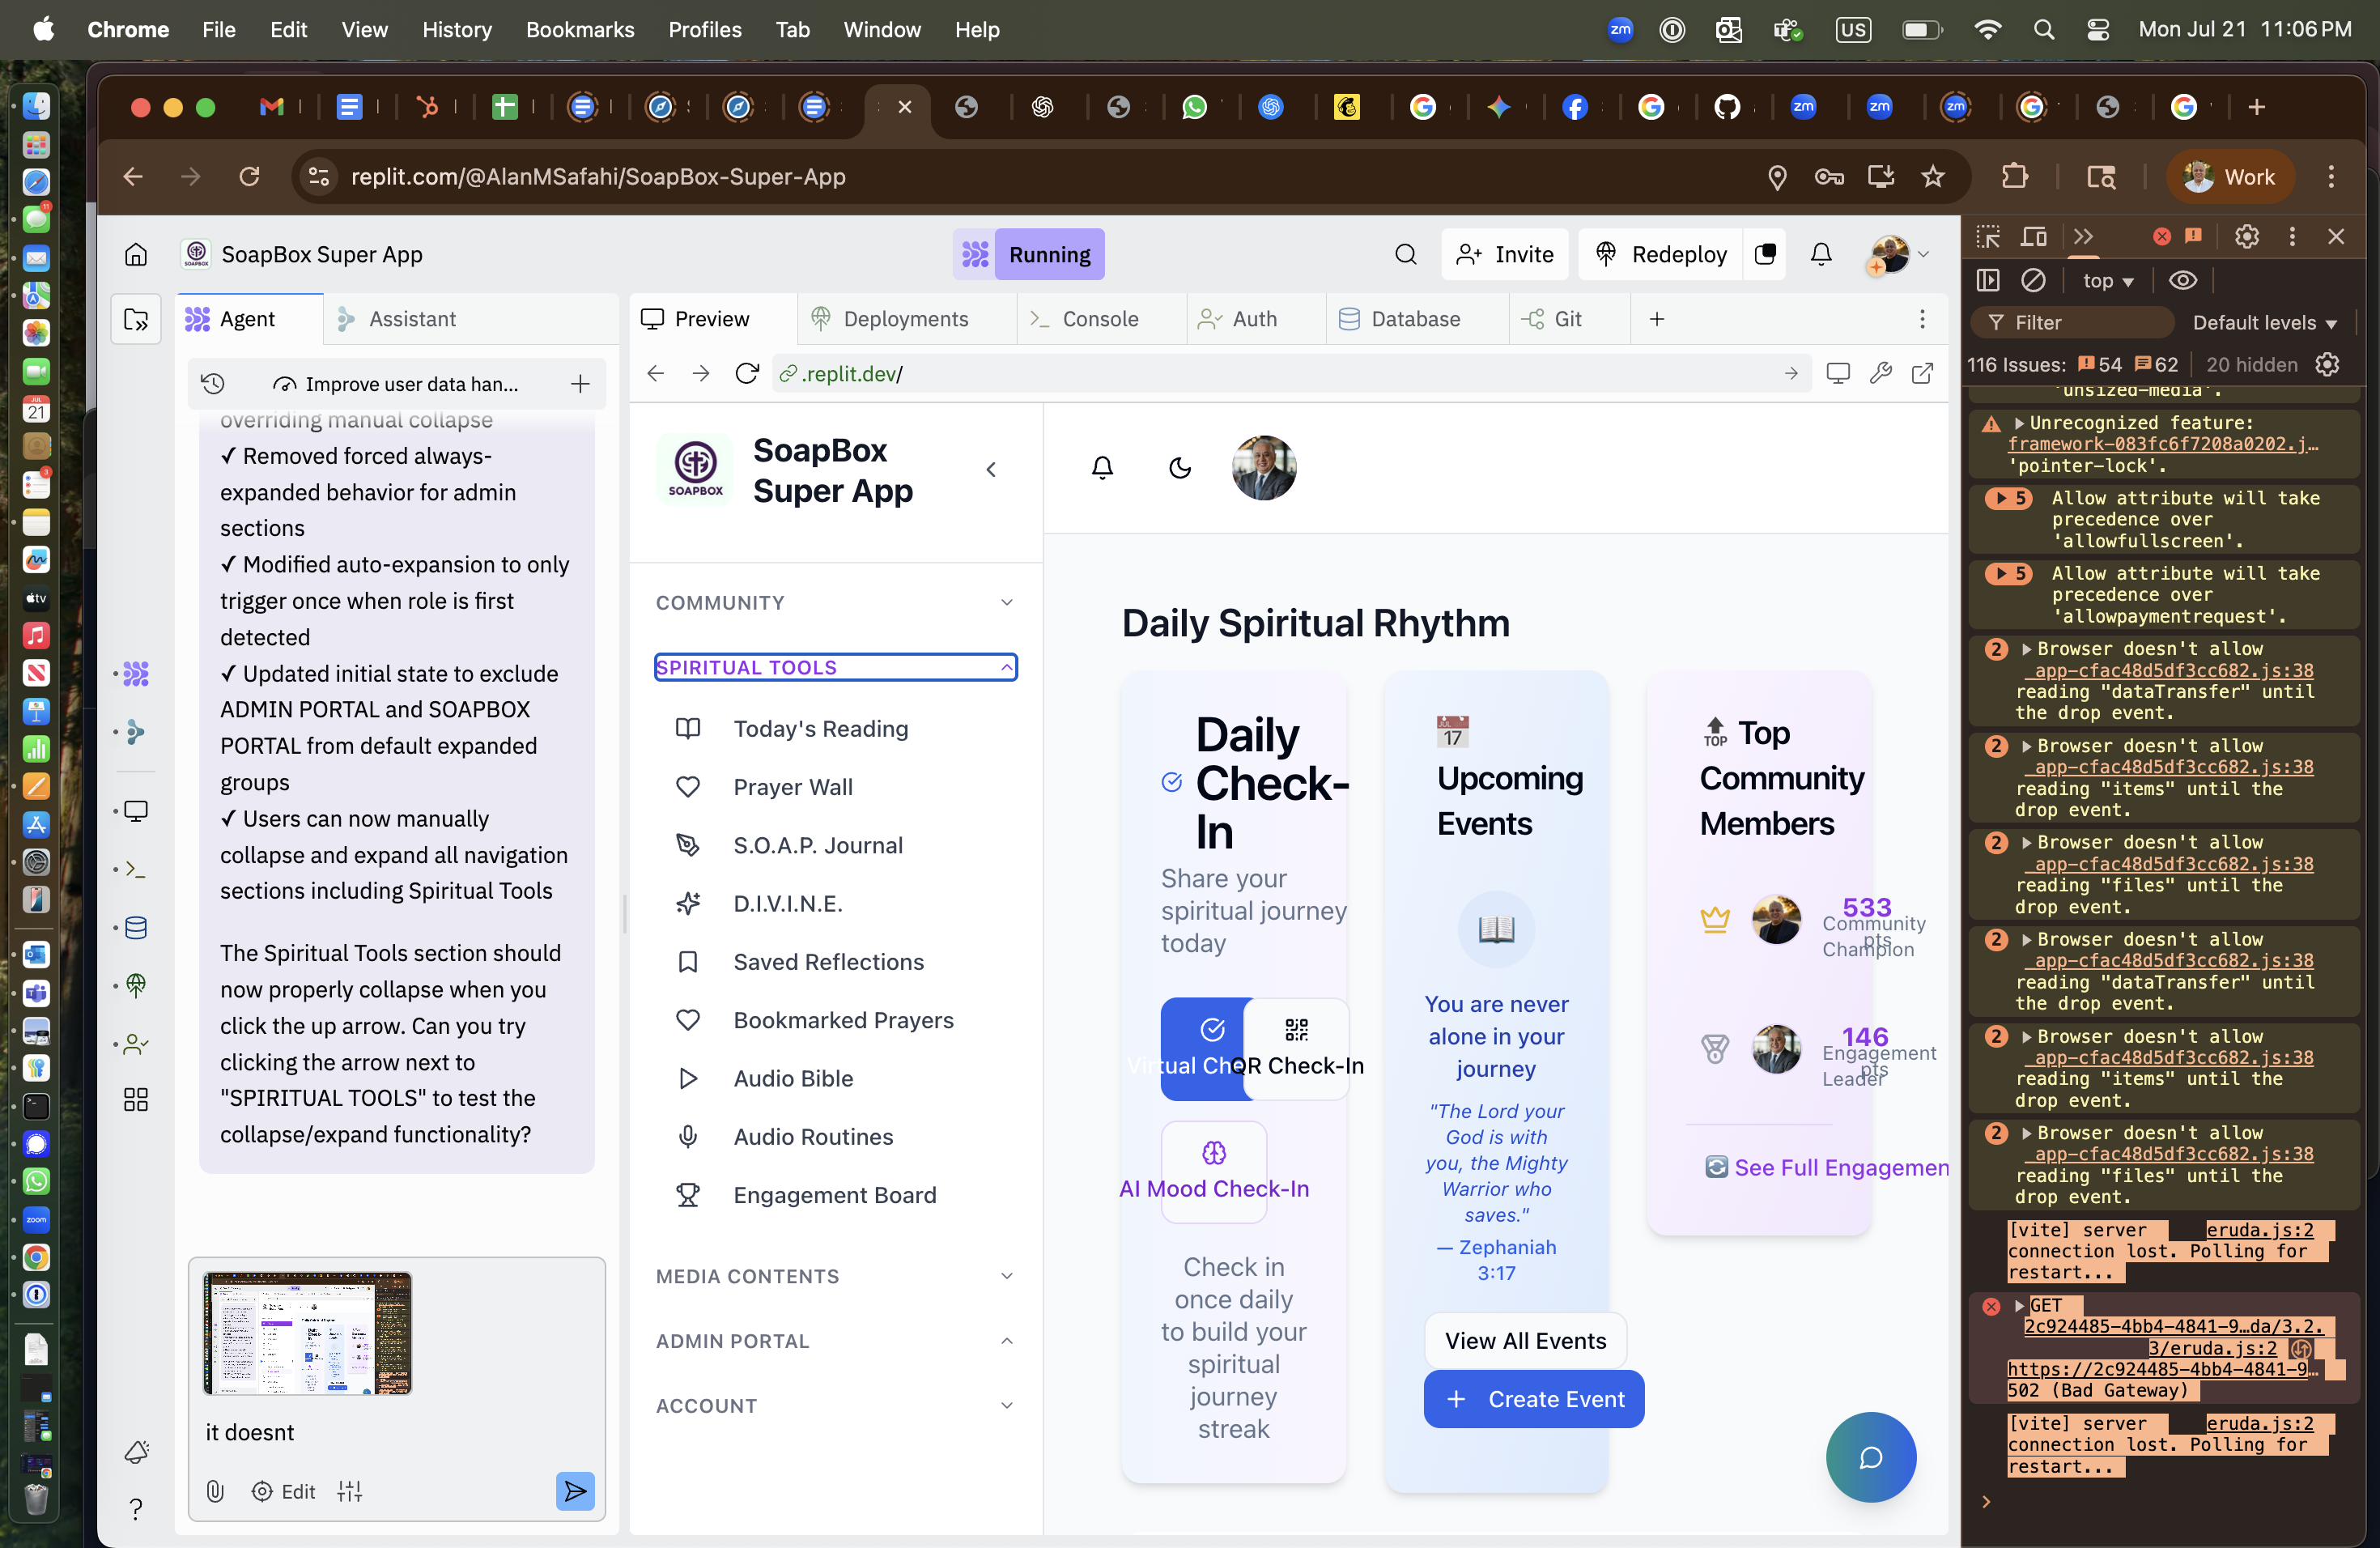 Chrome File Edit View History Bookmarks Profiles Tab Window Help
zm US Mon Jul 21 11:06 PM
replit.com/@AlanMSafahi/SoapBox-Super-App
Work
SoapBox Super App
Running
Invite
Redeploy
Agent
Assistant
Preview
Deployments
Console
Auth
Database
Git
Improve user data han...
.replit.dev/
overriding manual collapse
✓ Removed forced always-
expanded behavior for admin
sections
✓ Modified auto-expansion to only
trigger once when role is first
detected
✓ Updated initial state to exclude
ADMIN PORTAL and SOAPBOX
PORTAL from default expanded
groups
✓ Users can now manually
collapse and expand all navigation
sections including Spiritual Tools
The Spiritual Tools section should
now properly collapse when you
click the up arrow. Can you try
clicking the arrow next to
"SPIRITUAL TOOLS" to test the
collapse/expand functionality?
it doesnt
Edit
SOAPBOX
SoapBox
Super App
COMMUNITY
SPIRITUAL TOOLS
Today's Reading
Prayer Wall
S.O.A.P. Journal
D.I.V.I.N.E.
Saved Reflections
Bookmarked Prayers
Audio Bible
Audio Routines
Engagement Board
MEDIA CONTENTS
ADMIN PORTAL
ACCOUNT
Daily Spiritual Rhythm
Daily
Check-
In
Share your
spiritual journey
today
Virtual Che
QR Check-In
AI Mood Check-In
Check in
once daily
to build your
spiritual
journey
streak
JUL
17
Upcoming
Events
You are never
alone in your
journey
"The Lord your
God is with
you, the Mighty
Warrior who
saves."
— Zephaniah
3:17
View All Events
+ Create Event
TOP
Top
Community
Members
533
pts
Community
Champion
146
pts
Engagement
Leader
See Full Engagemen
top
Filter
Default levels
116 Issues: 54 62 20 hidden
'unsized-media'.
Unrecognized feature:
framework-083fc6f7208a0202.j…
'pointer-lock'.
5 Allow attribute will take
precedence over
'allowfullscreen'.
5 Allow attribute will take
precedence over
'allowpaymentrequest'.
2 Browser doesn't allow
_app-cfac48d5df3cc682.js:38
reading "dataTransfer" until
the drop event.
2 Browser doesn't allow
_app-cfac48d5df3cc682.js:38
reading "items" until the
drop event.
2 Browser doesn't allow
_app-cfac48d5df3cc682.js:38
reading "files" until the
drop event.
2 Browser doesn't allow
_app-cfac48d5df3cc682.js:38
reading "dataTransfer" until
the drop event.
2 Browser doesn't allow
_app-cfac48d5df3cc682.js:38
reading "items" until the
drop event.
2 Browser doesn't allow
_app-cfac48d5df3cc682.js:38
reading "files" until the
drop event.
[vite] server eruda.js:2
connection lost. Polling for
restart...
GET
2c924485-4bb4-4841-9…da/3.2.
3/eruda.js:2
https://2c924485-4bb4-4841-9…
502 (Bad Gateway)
[vite] server eruda.js:2
connection lost. Polling for
restart...